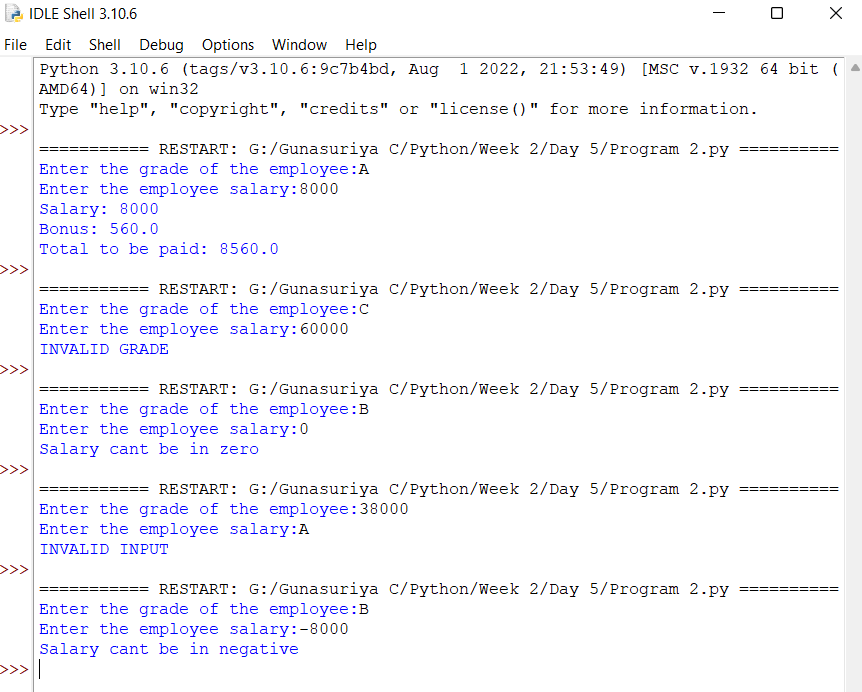 IDLE Shell 3.10.6
File Edit Shell Debug Options Window Help
Python 3.10.6 (tags/v3.10.6:9c7b4bd, Aug  1 2022, 21:53:49) [MSC v.1932 64 bit (
AMD64)] on win32
Type "help", "copyright", "credits" or "license()" for more information.
>>>
=========== RESTART: G:/Gunasuriya C/Python/Week 2/Day 5/Program 2.py ==========
Enter the grade of the employee:A
Enter the employee salary:8000
Salary: 8000
Bonus: 560.0
Total to be paid: 8560.0
>>>
=========== RESTART: G:/Gunasuriya C/Python/Week 2/Day 5/Program 2.py ==========
Enter the grade of the employee:C
Enter the employee salary:60000
INVALID GRADE
>>>
=========== RESTART: G:/Gunasuriya C/Python/Week 2/Day 5/Program 2.py ==========
Enter the grade of the employee:B
Enter the employee salary:0
Salary cant be in zero
>>>
=========== RESTART: G:/Gunasuriya C/Python/Week 2/Day 5/Program 2.py ==========
Enter the grade of the employee:38000
Enter the employee salary:A
INVALID INPUT
>>>
=========== RESTART: G:/Gunasuriya C/Python/Week 2/Day 5/Program 2.py ==========
Enter the grade of the employee:B
Enter the employee salary:-8000
Salary cant be in negative
>>>